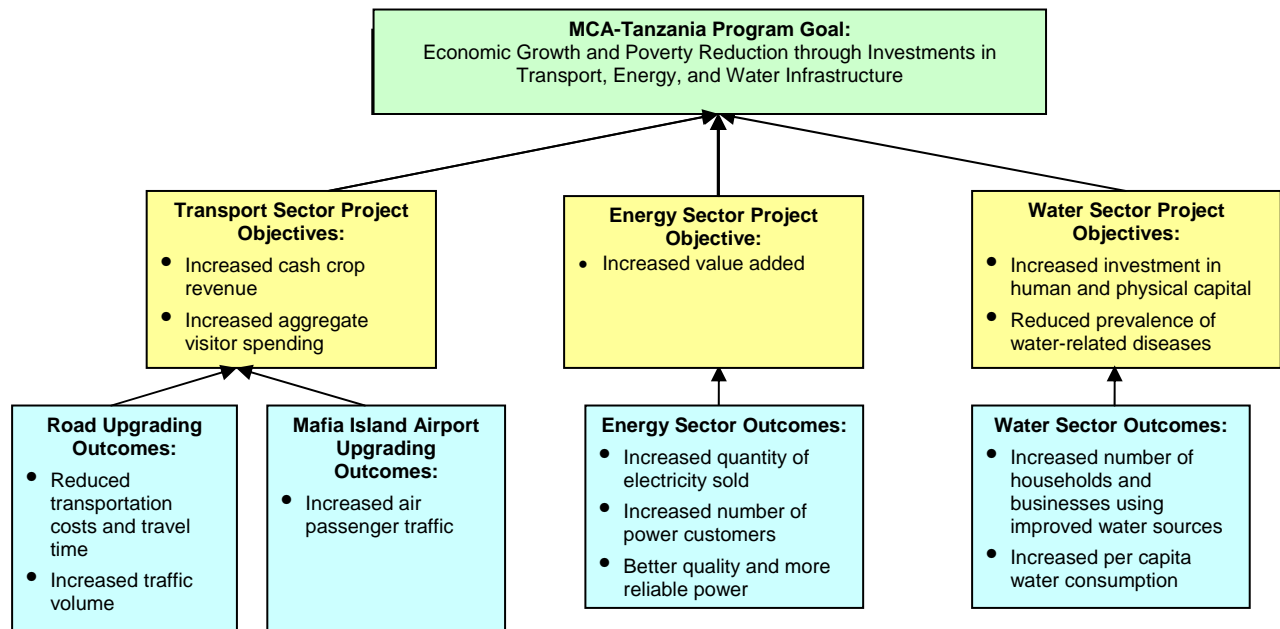 MCA-Tanzania Program Goal:
Economic Growth and Poverty Reduction through Investments in
Transport, Energy, and Water Infrastructure
Transport Sector Project
Objectives:
• Increased cash crop
revenue
• Increased aggregate
visitor spending
Energy Sector Project
Objective:
• Increased value added
Water Sector Project
Objectives:
• Increased investment in
human and physical capital
• Reduced prevalence of
water-related diseases
Road Upgrading
Outcomes:
• Reduced
transportation
costs and travel
time
• Increased traffic
volume
Mafia Island Airport
Upgrading
Outcomes:
• Increased air
passenger traffic
Energy Sector Outcomes:
• Increased quantity of
electricity sold
• Increased number of
power customers
• Better quality and more
reliable power
Water Sector Outcomes:
• Increased number of
households and
businesses using
improved water sources
• Increased per capita
water consumption